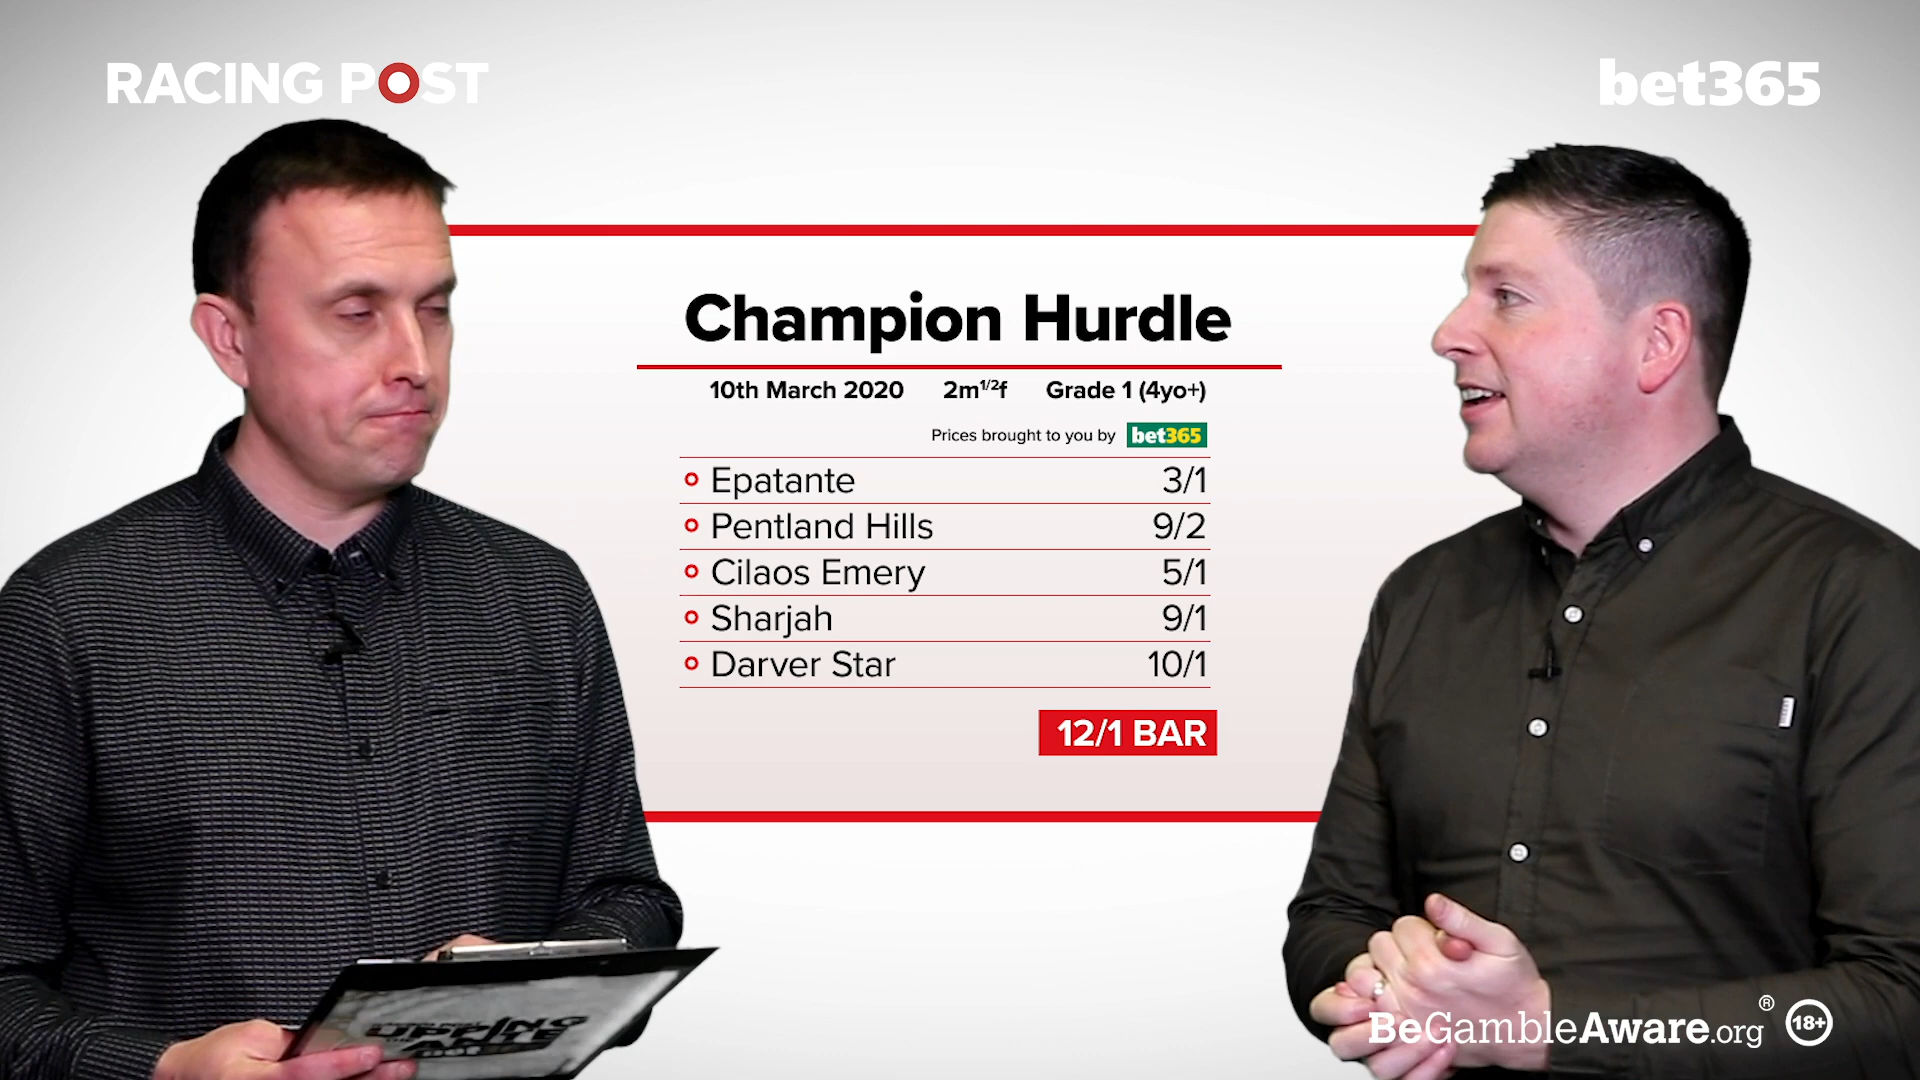 RACING POST
bet365
Champion Hurdle
10th March 2020 2m1/2f Grade 1 (4yo+)
Prices brought to you by bet365
Epatante 3/1
Pentland Hills 9/2
Cilaos Emery 5/1
Sharjah 9/1
Darver Star 10/1
12/1 BAR
UPPING
ANTE
BeGambleAware.org® 18+